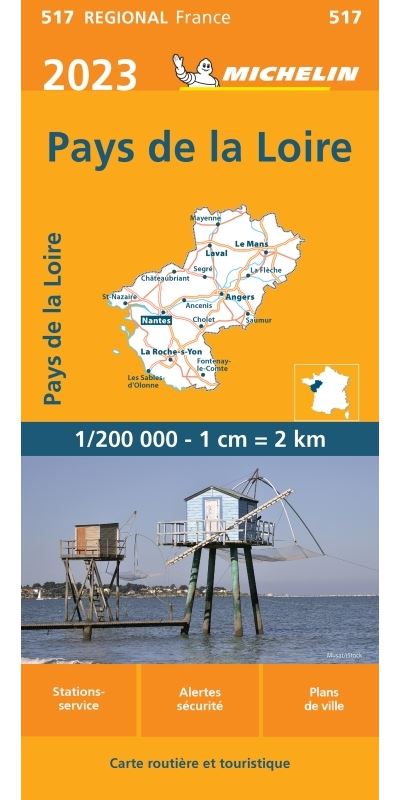 517 REGIONAL France 517
2023 MICHELIN
Pays de la Loire
Pays de la Loire
Mayenne
Le Mans
Laval
Segré
La Flèche
Châteaubriant
St-Nazaire
Ancenis
Angers
Nantes
Cholet
Saumur
La Roche-s-Yon
Fontenay-
le-Comte
Les Sables-
d'Olonne
1/200 000 - 1 cm = 2 km
Musat/iStock
Stations-
service
Alertes
sécurité
Plans
de ville
Carte routière et touristique